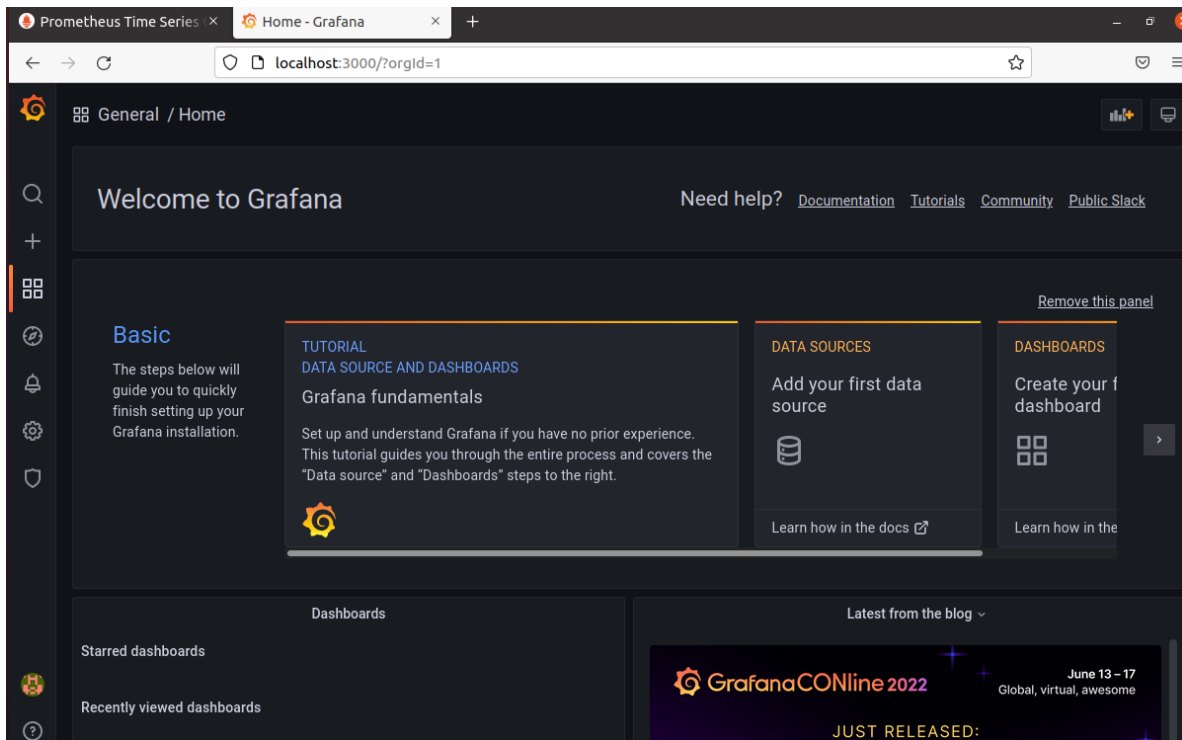 Prometheus Time Series
Home - Grafana
localhost:3000/?orgId=1
General / Home
Welcome to Grafana
Need help? Documentation Tutorials Community Public Slack
Remove this panel
Basic
The steps below will
guide you to quickly
finish setting up your
Grafana installation.
TUTORIAL
DATA SOURCE AND DASHBOARDS
Grafana fundamentals
Set up and understand Grafana if you have no prior experience.
This tutorial guides you through the entire process and covers the
“Data source” and “Dashboards” steps to the right.
DATA SOURCES
Add your first data
source
Learn how in the docs
DASHBOARDS
Create your f
dashboard
Learn how in the
Dashboards
Starred dashboards
Recently viewed dashboards
Latest from the blog
GrafanaCONline 2022
June 13 – 17
Global, virtual, awesome
JUST RELEASED: